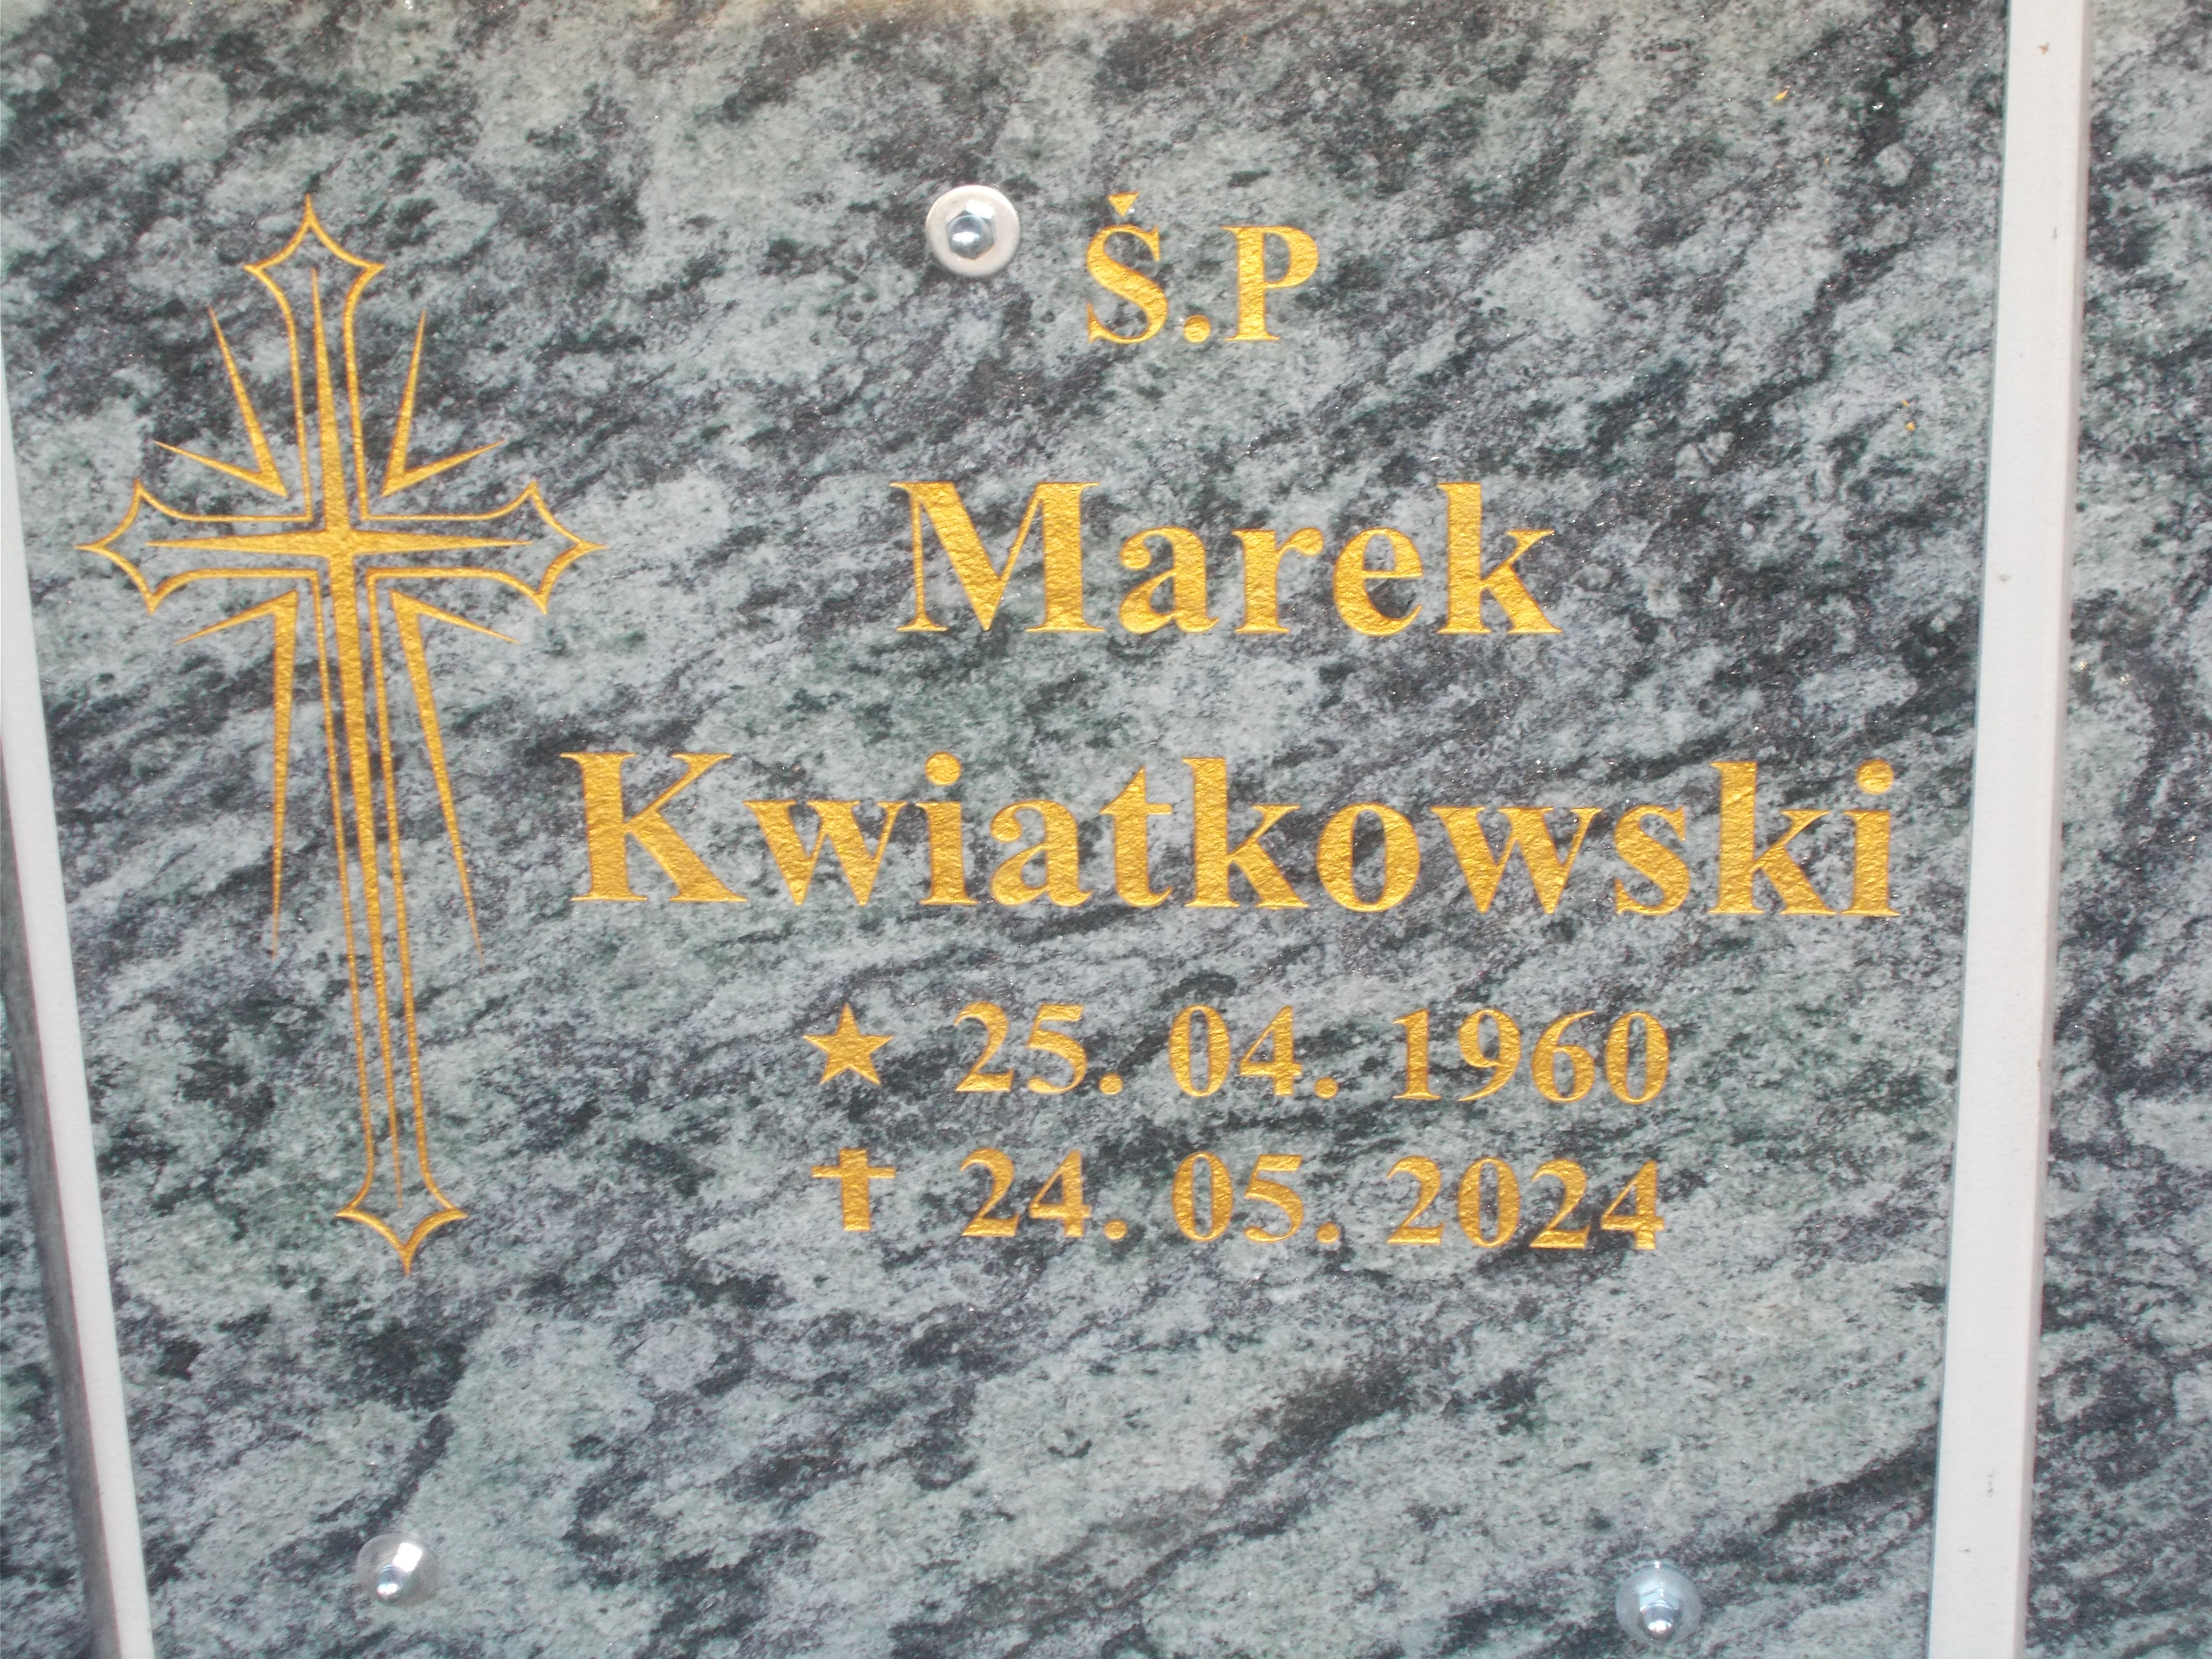 Ś.P
Marek
Kwiatkowski
★ 25. 04. 1960
✝ 24. 05. 2024